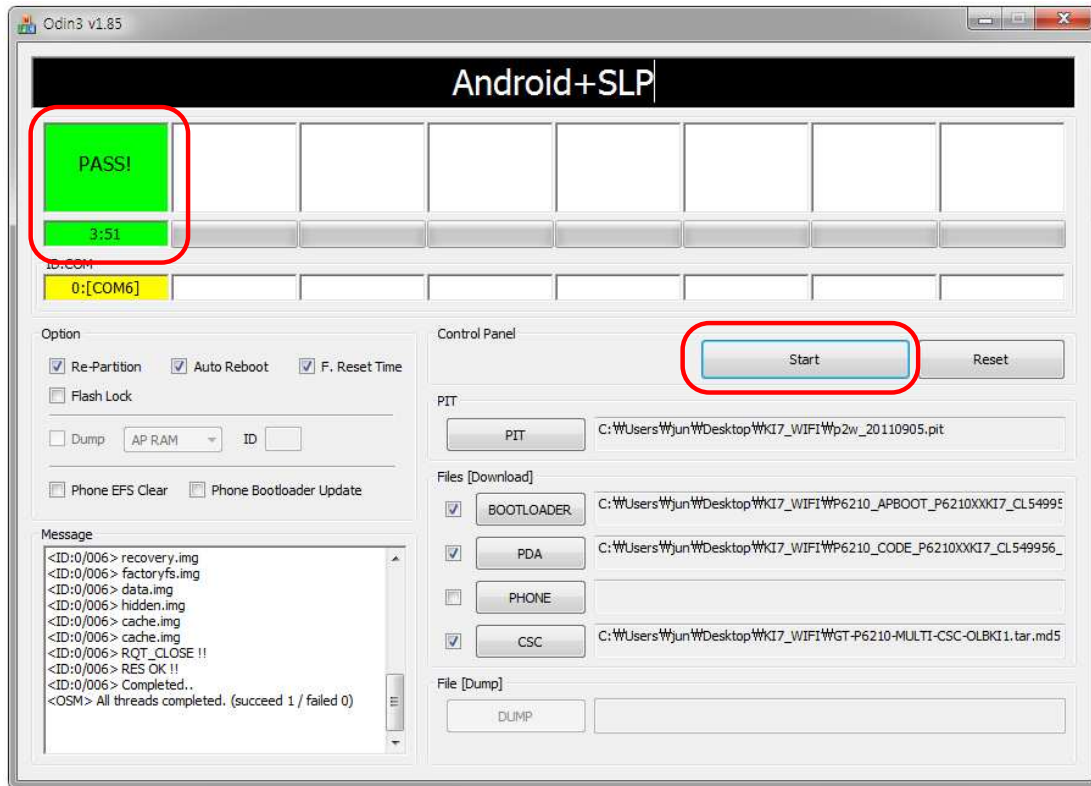 Odin3 v1.85
Android+SLP
PASS!
3:51
ID:COM
0:[COM6]
Option
Re-Partition
Auto Reboot
F. Reset Time
Flash Lock
Dump
AP RAM
ID
Phone EFS Clear
Phone Bootloader Update
Message
<ID:0/006> recovery.img
<ID:0/006> factoryfs.img
<ID:0/006> data.img
<ID:0/006> hidden.img
<ID:0/006> cache.img
<ID:0/006> cache.img
<ID:0/006> RQT_CLOSE !!
<ID:0/006> RES OK !!
<ID:0/006> Completed..
<OSM> All threads completed. (succeed 1 / failed 0)
Control Panel
Start
Reset
PIT
PIT
C:₩Users₩jun₩Desktop₩KI7_WIFI₩p2w_20110905.pit
Files [Download]
BOOTLOADER
C:₩Users₩jun₩Desktop₩KI7_WIFI₩P6210_APBOOT_P6210XXKI7_CL54995
PDA
C:₩Users₩jun₩Desktop₩KI7_WIFI₩P6210_CODE_P6210XXKI7_CL549956_
PHONE
CSC
C:₩Users₩jun₩Desktop₩KI7_WIFI₩GT-P6210-MULTI-CSC-OLBKI1.tar.md5
File [Dump]
DUMP